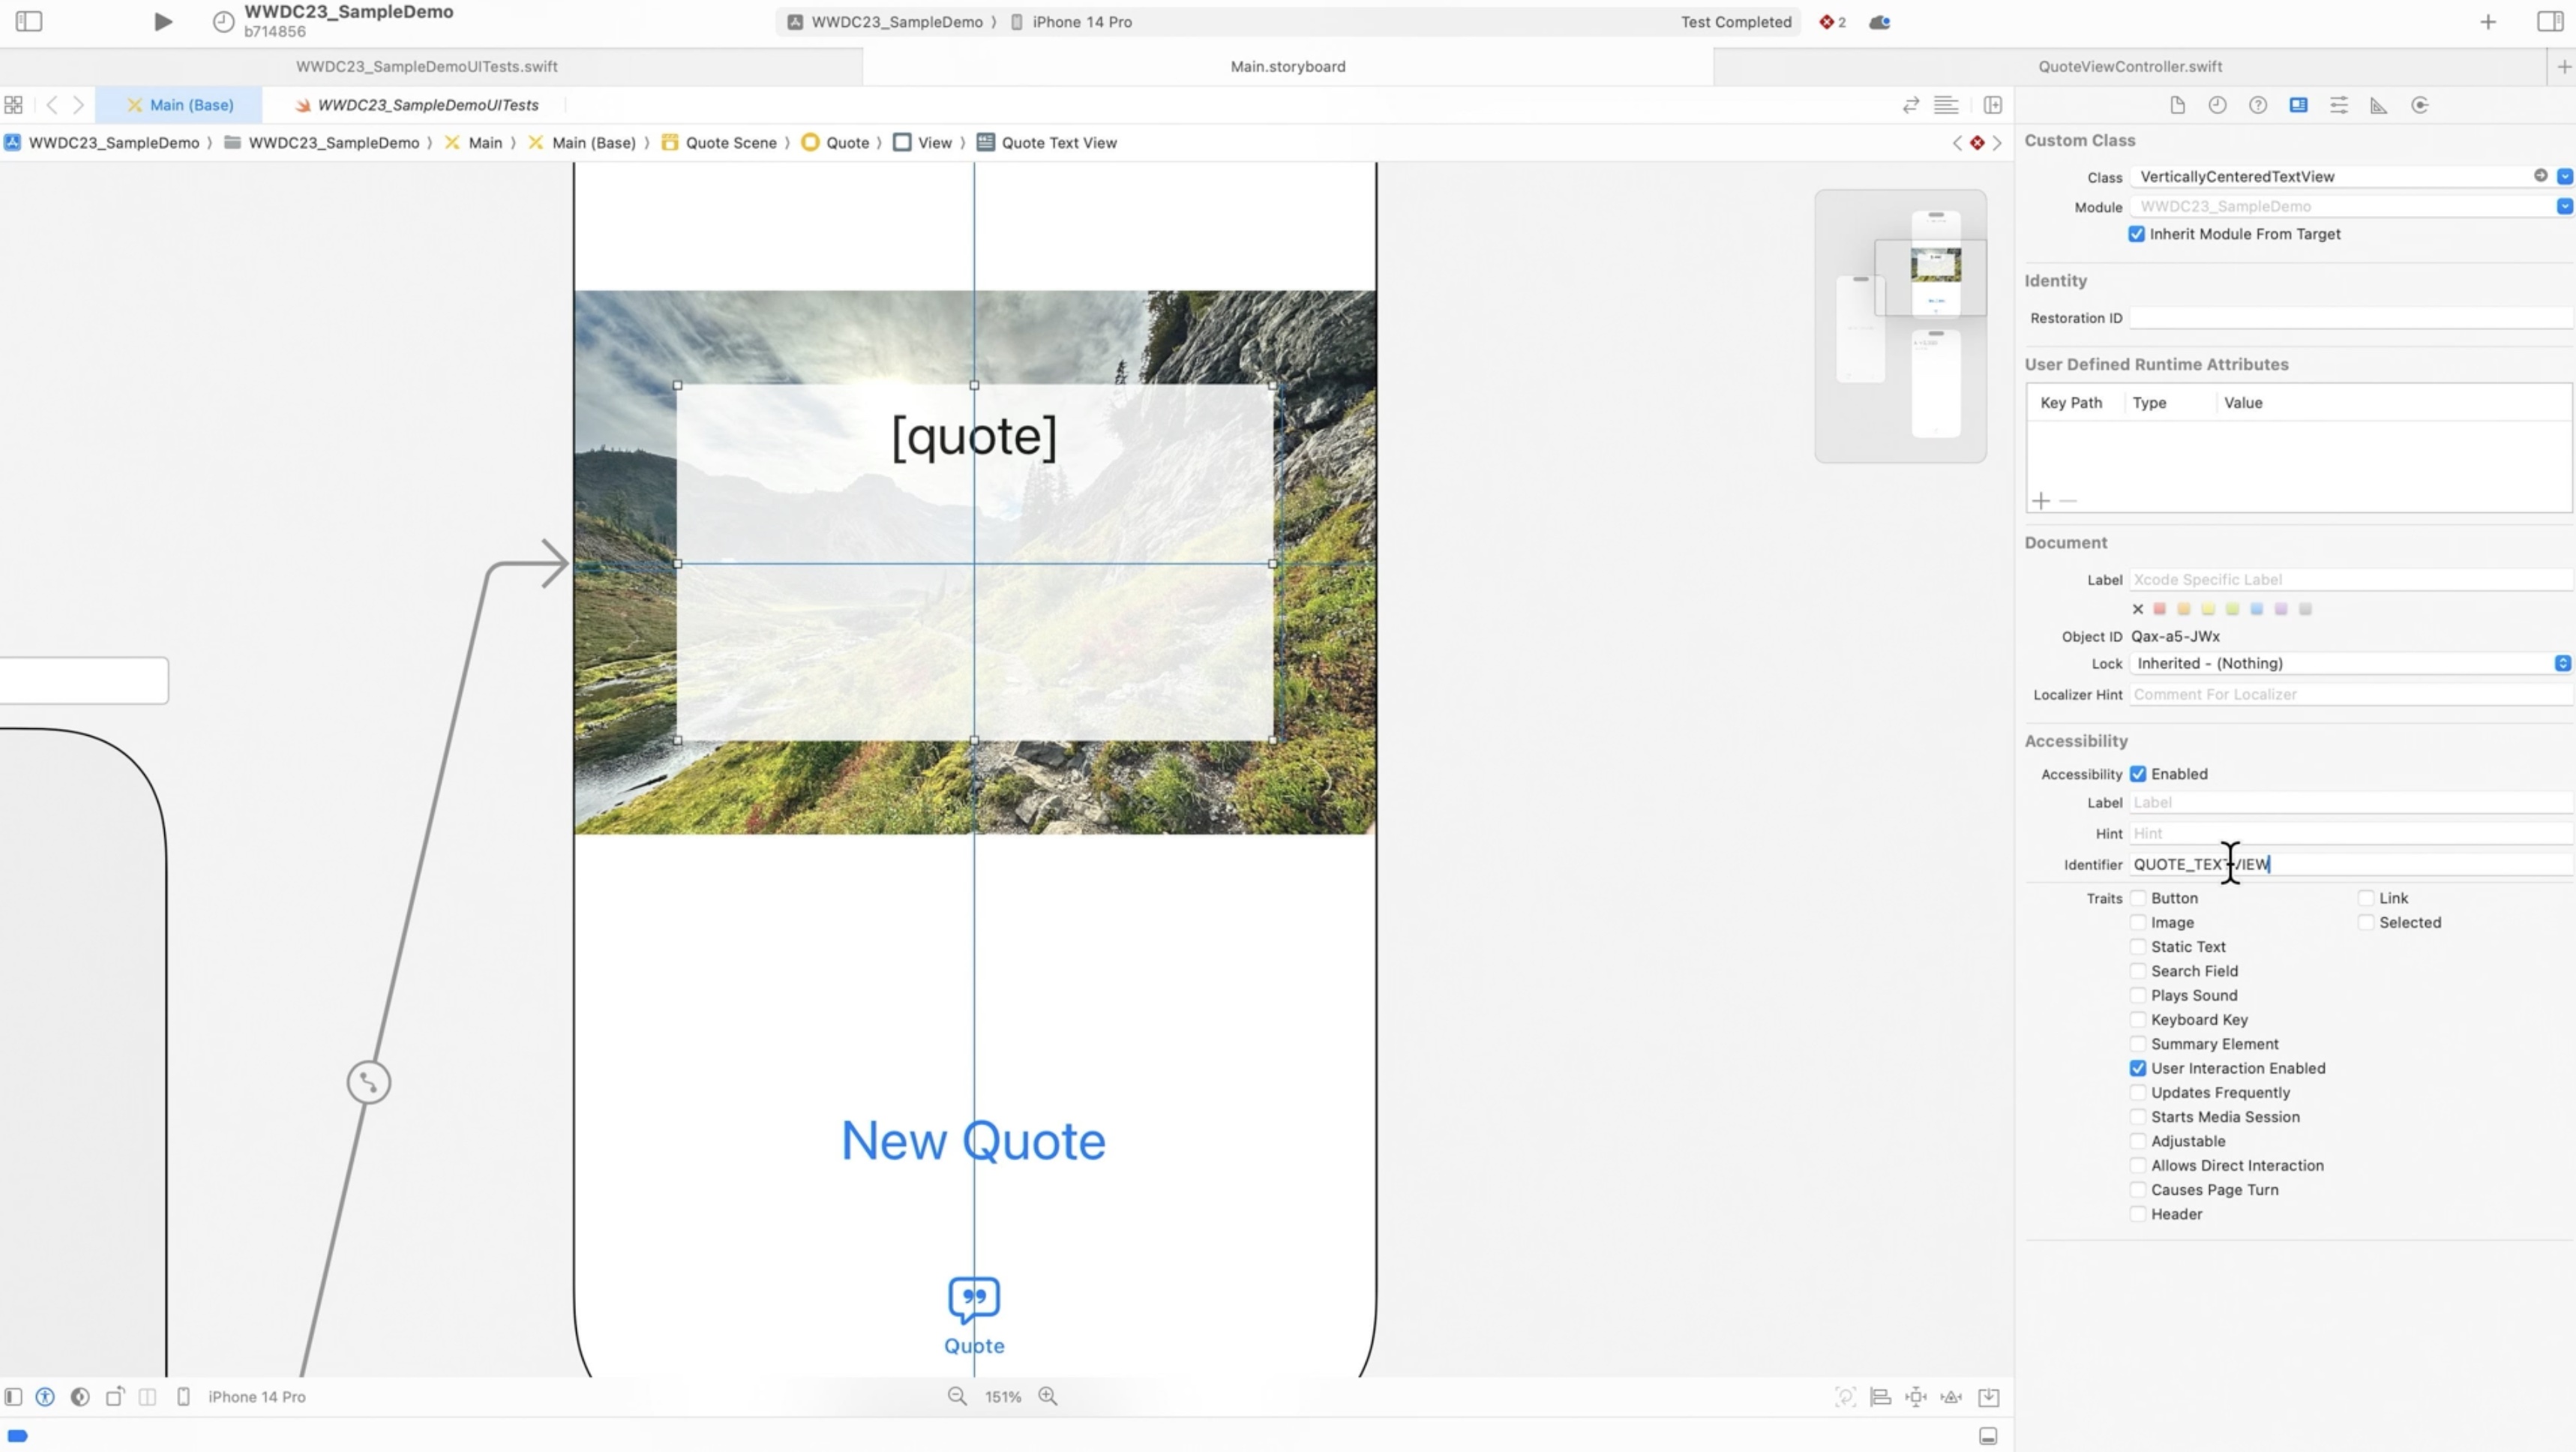 WWDC23_SampleDemo
b714856
WWDC23_SampleDemo 〉 iPhone 14 Pro
Test Completed
2
WWDC23_SampleDemoUITests.swift
Main.storyboard
QuoteViewController.swift
Main (Base)
WWDC23_SampleDemoUITests
WWDC23_SampleDemo 〉 WWDC23_SampleDemo 〉 Main 〉 Main (Base) 〉 Quote Scene 〉 Quote 〉 View 〉 Quote Text View
[quote]
New Quote
Quote
iPhone 14 Pro
151%
Custom Class
Class VerticallyCenteredTextView
Module WWDC23_SampleDemo
Inherit Module From Target
Identity
Restoration ID
User Defined Runtime Attributes
Key Path Type Value
Document
Label Xcode Specific Label
Object ID Qax-a5-JWx
Lock Inherited - (Nothing)
Localizer Hint Comment For Localizer
Accessibility
Accessibility Enabled
Label Label
Hint Hint
Identifier QUOTE_TEXTVIEW
Traits Button Link
Image Selected
Static Text
Search Field
Plays Sound
Keyboard Key
Summary Element
User Interaction Enabled
Updates Frequently
Starts Media Session
Adjustable
Allows Direct Interaction
Causes Page Turn
Header